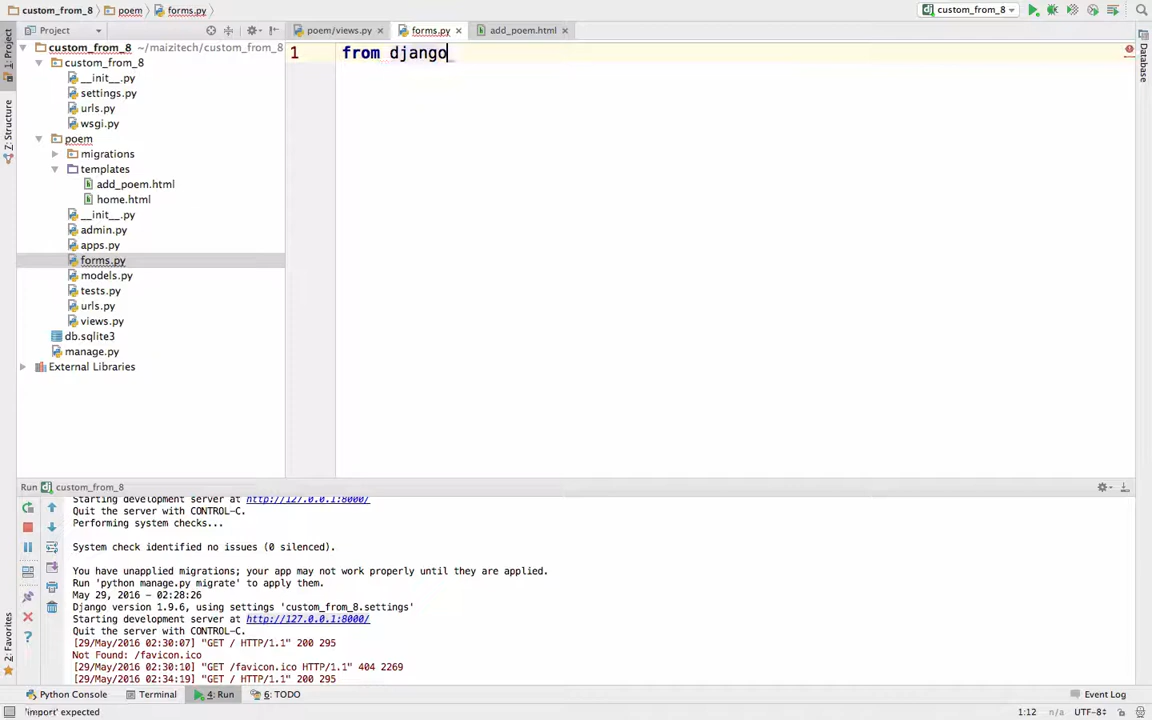 custom_from_8 poem forms.py custom_from_8
Project poem/views.py forms.py add_poem.html
1: Project
Z: Structure
2: Favorites
Database
custom_from_8 ~/maizitech/custom_from_8
custom_from_8
__init__.py
settings.py
urls.py
wsgi.py
poem
migrations
templates
add_poem.html
home.html
__init__.py
admin.py
apps.py
forms.py
models.py
tests.py
urls.py
views.py
db.sqlite3
manage.py
External Libraries
1 from django
Run custom_from_8
Starting development server at http://127.0.0.1:8000/
Quit the server with CONTROL-C.
Performing system checks...
System check identified no issues (0 silenced).
You have unapplied migrations; your app may not work properly until they are applied.
Run 'python manage.py migrate' to apply them.
May 29, 2016 - 02:28:26
Django version 1.9.6, using settings 'custom_from_8.settings'
Starting development server at http://127.0.0.1:8000/
Quit the server with CONTROL-C.
[29/May/2016 02:30:07] "GET / HTTP/1.1" 200 295
Not Found: /favicon.ico
[29/May/2016 02:30:10] "GET /favicon.ico HTTP/1.1" 404 2269
[29/May/2016 02:34:19] "GET / HTTP/1.1" 200 295
Python Console Terminal 4: Run 6: TODO Event Log
'import' expected 1:12 n/a UTF-8